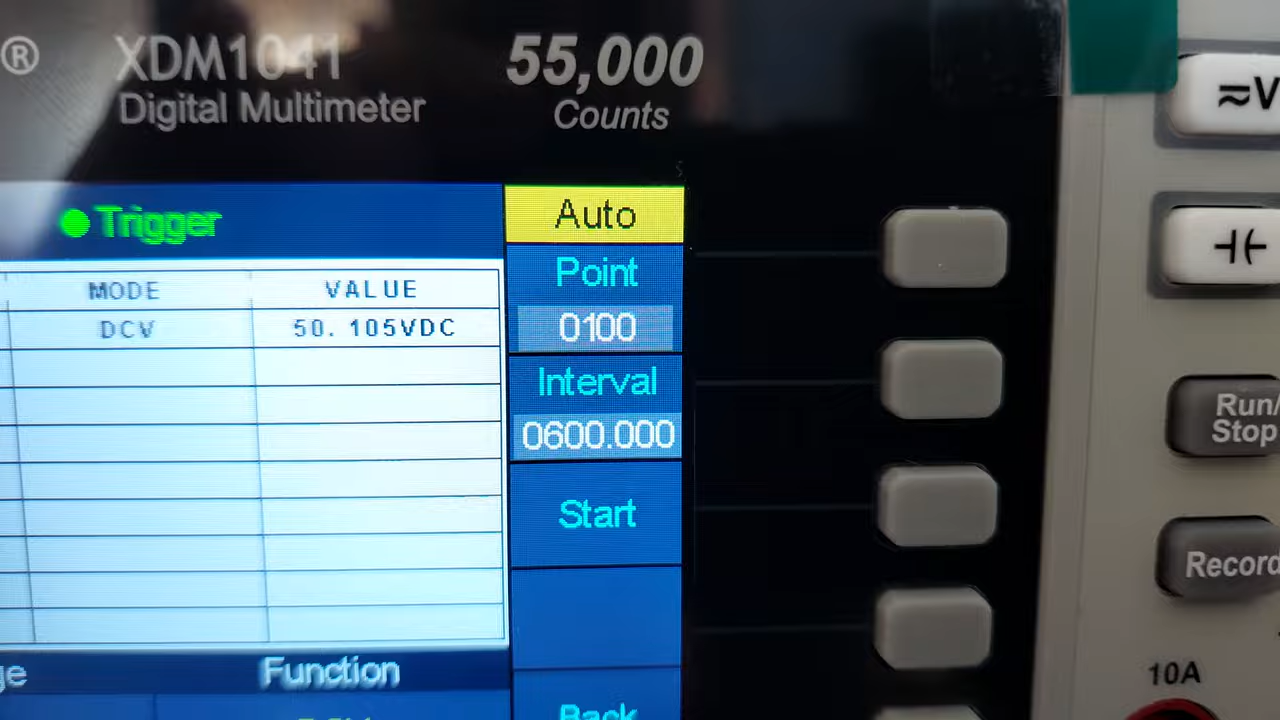 ® XDM1041 55,000
Digital Multimeter Counts
≂V
Trigger
Auto
Point
0100
Interval
0600.000
Start
Back
MODE VALUE
DCV 50.105VDC
Function
Run/
Stop
Record
10A